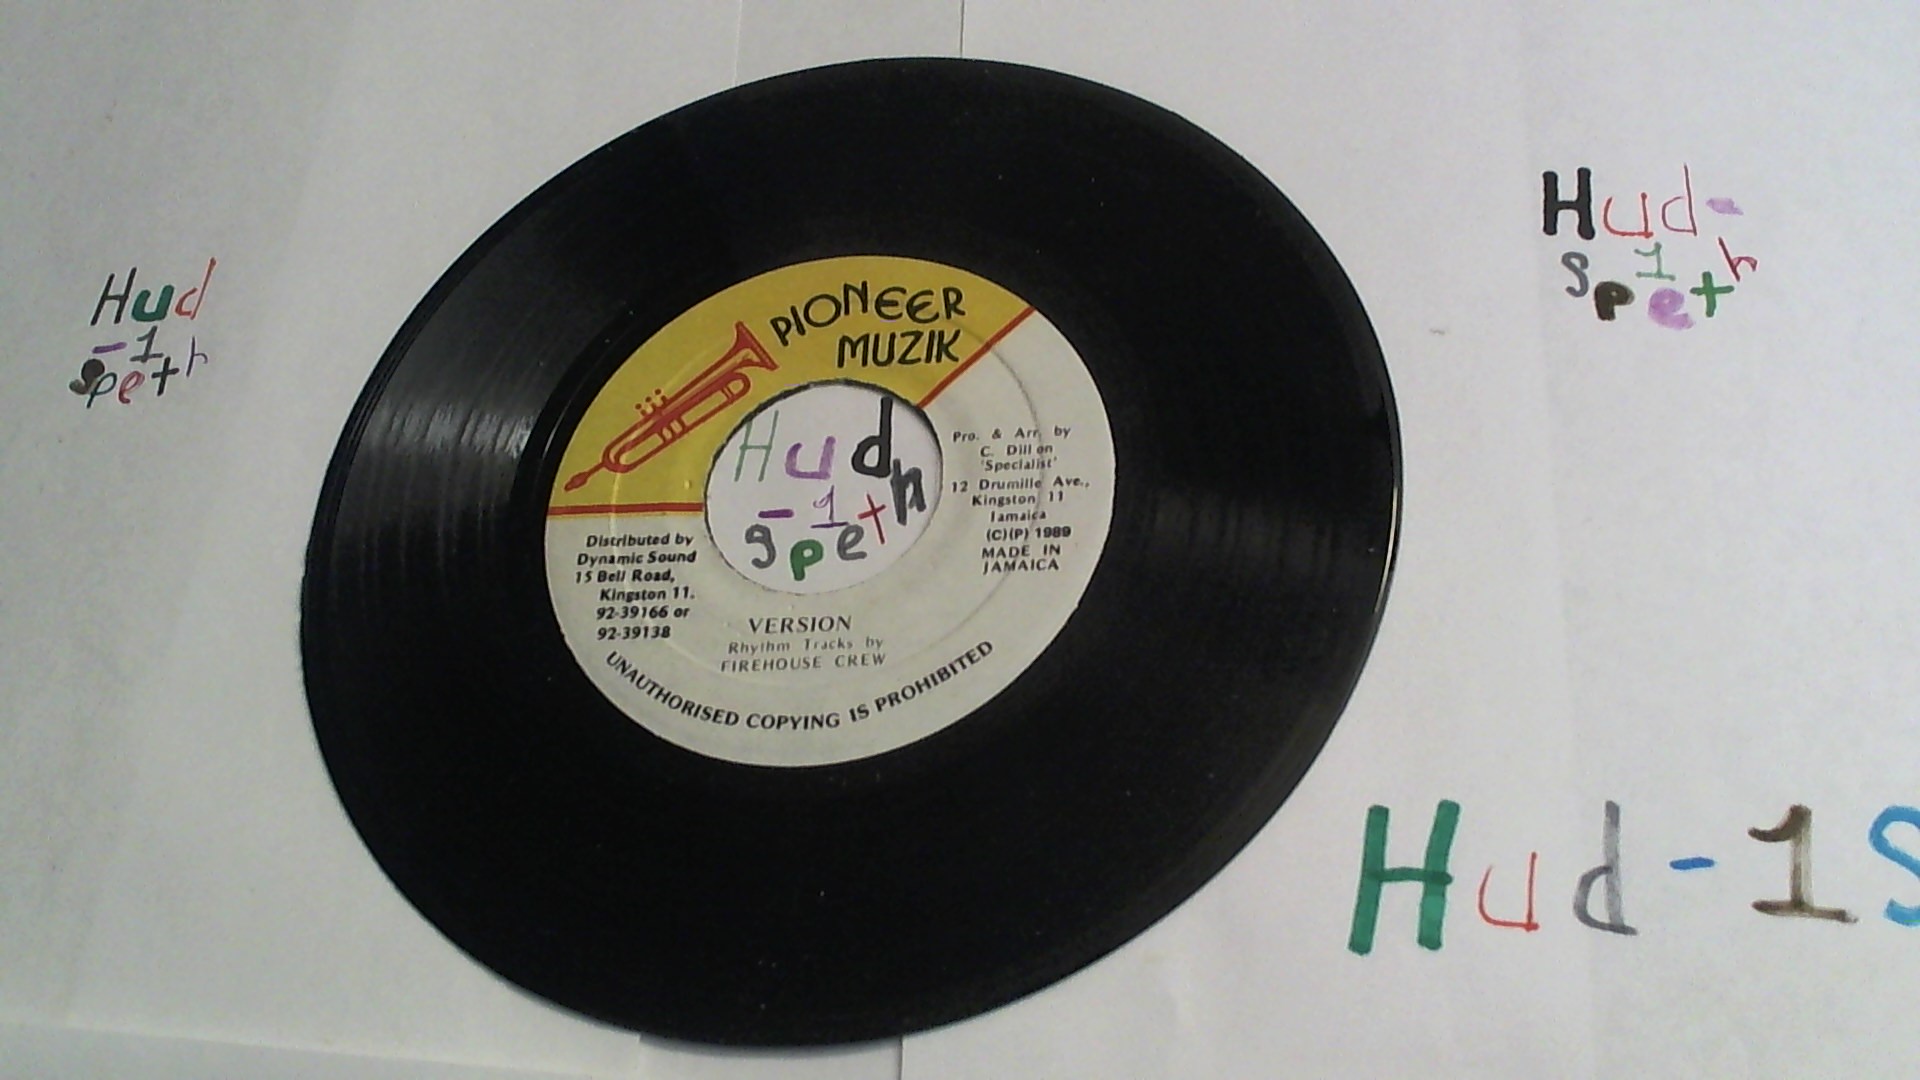 Hud
-1
speth
PIONEER
MUZIK
Hud
-1
speth
Pro. & Arr. by
C. Dillon
'Specialist'
12 Drumille Ave.,
Kingston 11
Jamaica
(C)(P) 1989
MADE IN
JAMAICA
Distributed by
Dynamic Sound
15 Bell Road,
Kingston 11.
92-39166 or
92-39138
VERSION
Rhythm Tracks by
FIREHOUSE CREW
UNAUTHORISED COPYING IS PROHIBITED
Hud-
1
speth
Hud-1S